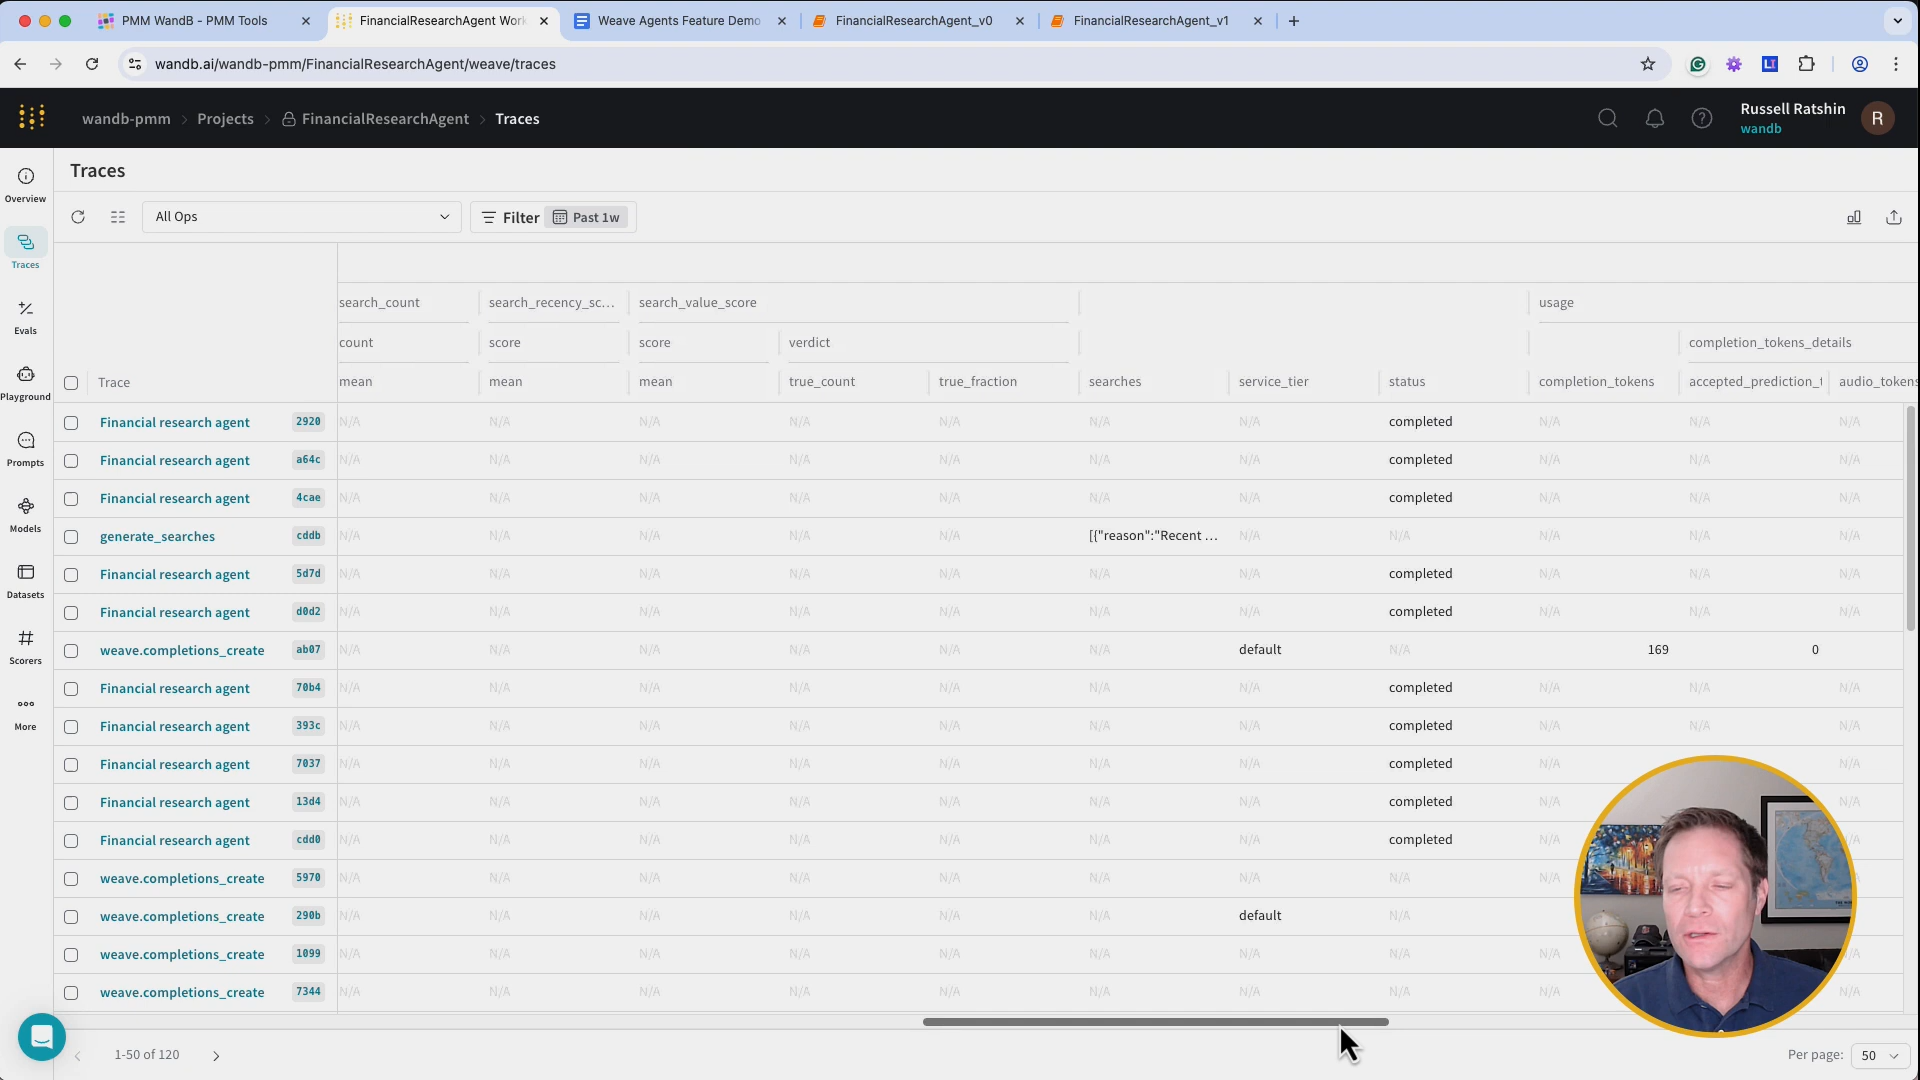 PMM WandB - PMM Tools
FinancialResearchAgent Work
Weave Agents Feature Demo
FinancialResearchAgent_v0
FinancialResearchAgent_v1
wandb.ai/wandb-pmm/FinancialResearchAgent/weave/traces
wandb-pmm > Projects > FinancialResearchAgent > Traces
Russell Ratshin
wandb
R
Overview
Traces
Evals
Playground
Prompts
Models
Datasets
Scorers
More
Traces
All Ops
Filter
Past 1w
search_count search_recency_sc... search_value_score usage
count score score verdict completion_tokens_details
Trace mean mean mean true_count true_fraction searches service_tier status completion_tokens accepted_prediction_t audio_tokens
Financial research agent 2920 N/A N/A N/A N/A N/A N/A N/A completed N/A N/A N/A
Financial research agent a64c N/A N/A N/A N/A N/A N/A N/A completed N/A N/A N/A
Financial research agent 4cae N/A N/A N/A N/A N/A N/A N/A completed N/A N/A N/A
generate_searches cddb N/A N/A N/A N/A N/A [{"reason":"Recent ... N/A N/A N/A N/A N/A
Financial research agent 5d7d N/A N/A N/A N/A N/A N/A N/A completed N/A N/A N/A
Financial research agent d0d2 N/A N/A N/A N/A N/A N/A N/A completed N/A N/A N/A
weave.completions_create ab07 N/A N/A N/A N/A N/A N/A default N/A 169 0
Financial research agent 70b4 N/A N/A N/A N/A N/A N/A N/A completed N/A N/A N/A
Financial research agent 393c N/A N/A N/A N/A N/A N/A N/A completed N/A N/A N/A
Financial research agent 7037 N/A N/A N/A N/A N/A N/A N/A completed N/A N/A
Financial research agent 13d4 N/A N/A N/A N/A N/A N/A N/A completed N/A
Financial research agent cdd0 N/A N/A N/A N/A N/A N/A N/A completed N/A
weave.completions_create 5970 N/A N/A N/A N/A N/A N/A N/A N/A N/A
weave.completions_create 290b N/A N/A N/A N/A N/A N/A default N/A
weave.completions_create 1099 N/A N/A N/A N/A N/A N/A N/A N/A N/A
weave.completions_create 7344 N/A N/A N/A N/A N/A N/A N/A N/A N/A N/A
1-50 of 120
Per page: 50